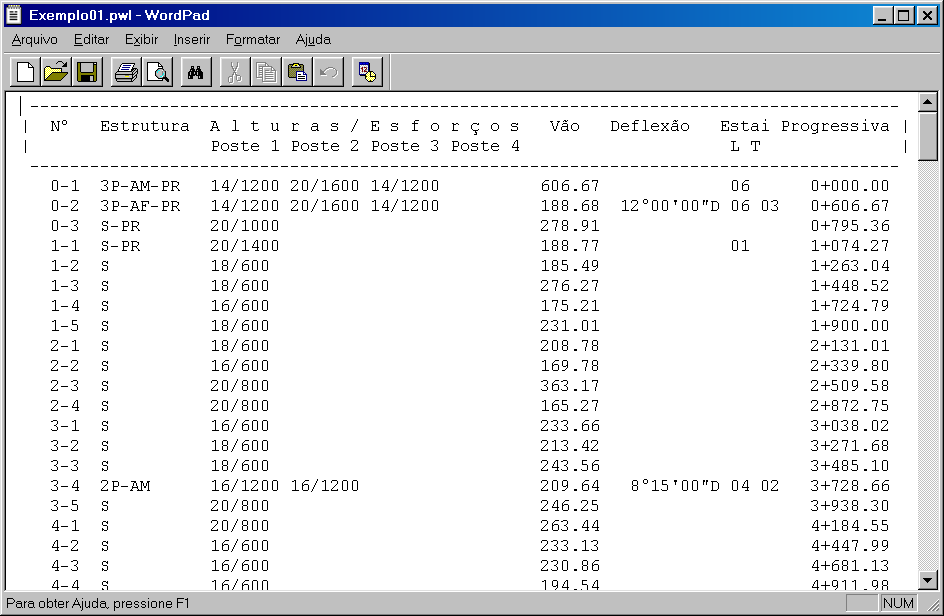 Exemplo01.pwl - WordPad
Arquivo Editar Exibir Inserir Formatar Ajuda
--------------------------------------------------------------------------------------
| Nº Estrutura A l t u r a s / E s f o r ç o s Vão Deflexão Estai Progressiva |
| Poste 1 Poste 2 Poste 3 Poste 4 L T |
--------------------------------------------------------------------------------------
0-1 3P-AM-PR 14/1200 20/1600 14/1200 606.67 06 0+000.00
0-2 3P-AF-PR 14/1200 20/1600 14/1200 188.68 12°00'00"D 06 03 0+606.67
0-3 S-PR 20/1000 278.91 0+795.36
1-1 S-PR 20/1400 188.77 01 1+074.27
1-2 S 18/600 185.49 1+263.04
1-3 S 18/600 276.27 1+448.52
1-4 S 16/600 175.21 1+724.79
1-5 S 18/600 231.01 1+900.00
2-1 S 18/600 208.78 2+131.01
2-2 S 16/600 169.78 2+339.80
2-3 S 20/800 363.17 2+509.58
2-4 S 20/800 165.27 2+872.75
3-1 S 16/600 233.66 3+038.02
3-2 S 18/600 213.42 3+271.68
3-3 S 18/600 243.56 3+485.10
3-4 2P-AM 16/1200 16/1200 209.64 8°15'00"D 04 02 3+728.66
3-5 S 20/800 246.25 3+938.30
4-1 S 20/800 263.44 4+184.55
4-2 S 16/600 233.13 4+447.99
4-3 S 16/600 230.86 4+681.13
4-4 S 16/600 194.54 4+911.98
Para obter Ajuda, pressione F1 NUM